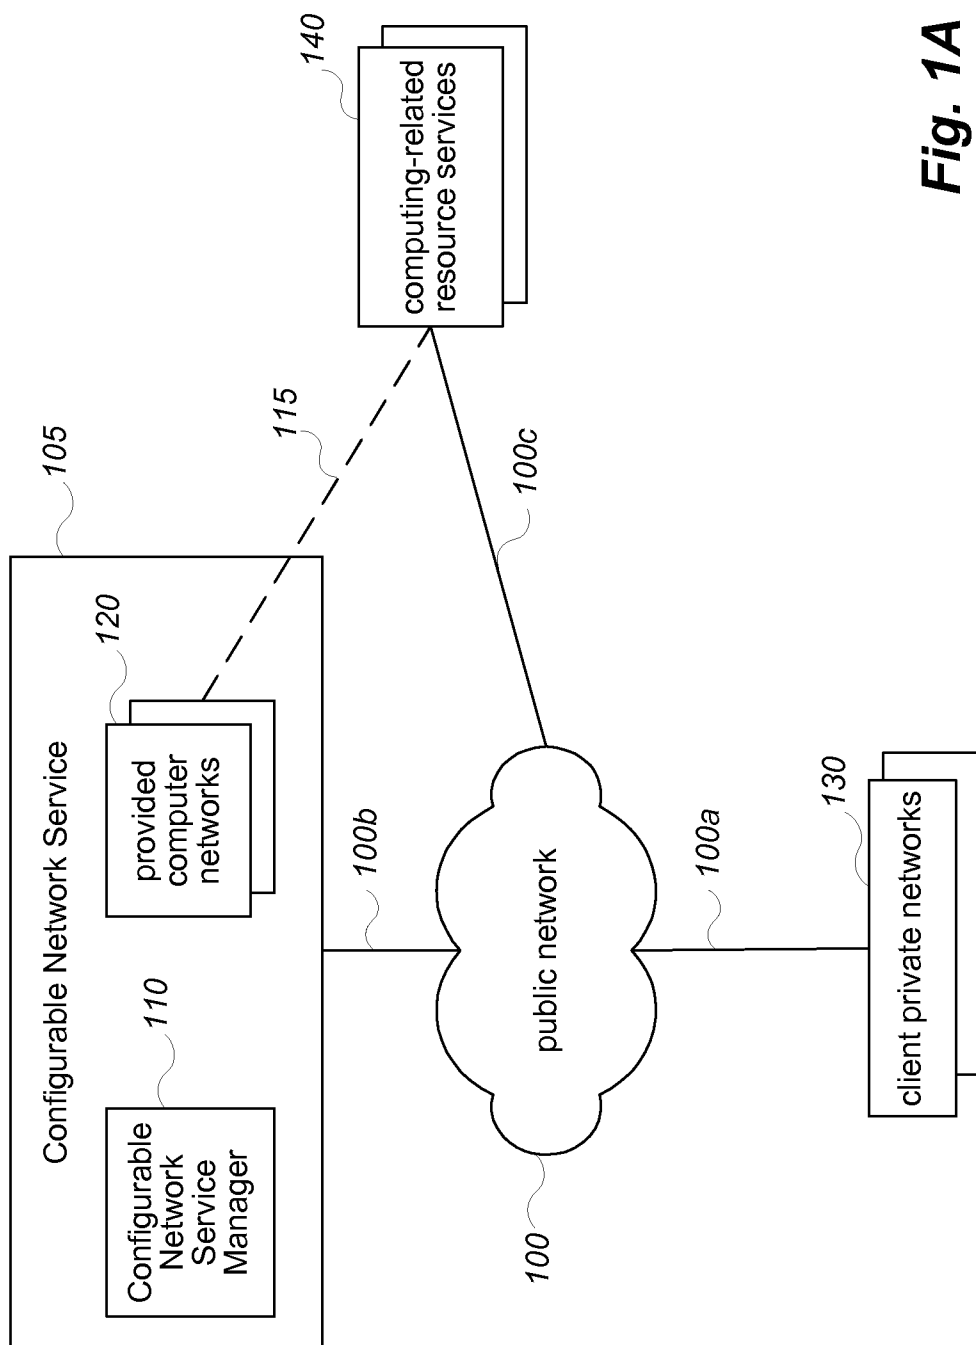 105
Configurable Network Service
110
Configurable
Network
Service
Manager
120
provided
computer
networks
115
140
computing-related
resource services
100b
100c
100
public network
100a
130
client private networks
Fig. 1A